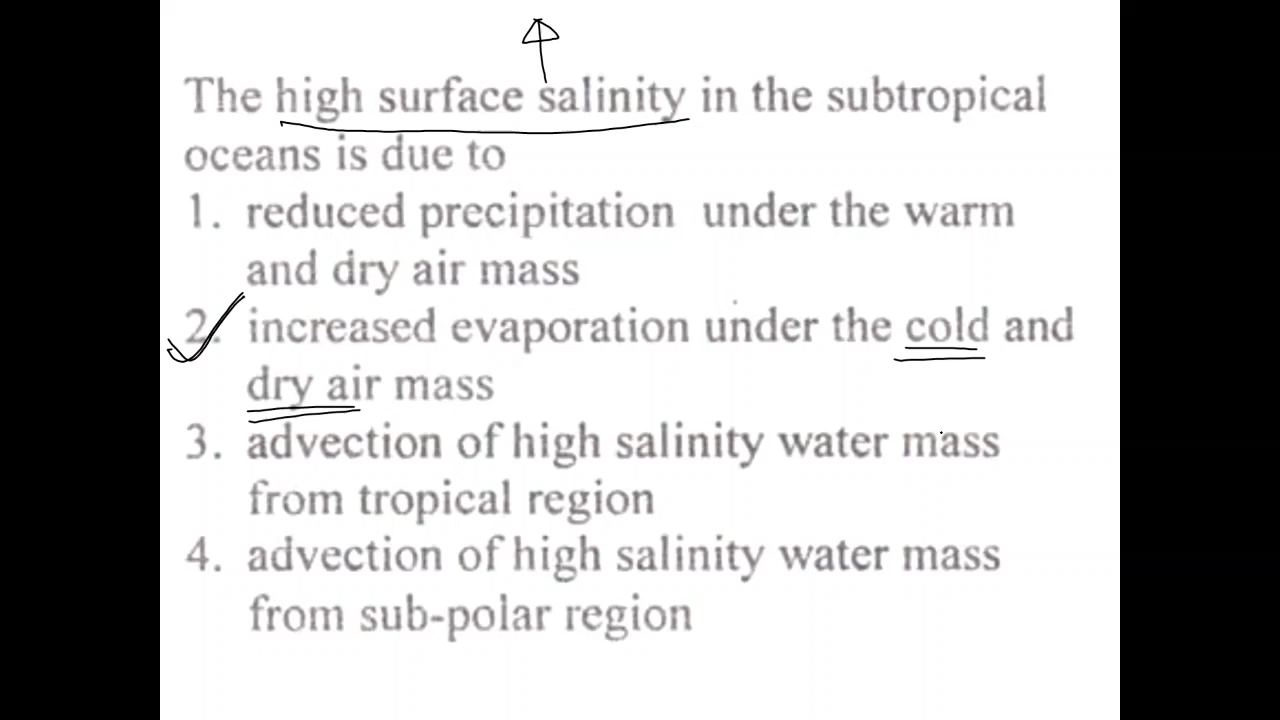 The high surface salinity in the subtropical
oceans is due to
1. reduced precipitation under the warm
and dry air mass
2. increased evaporation under the cold and
dry air mass
3. advection of high salinity water mass
from tropical region
4. advection of high salinity water mass
from sub-polar region